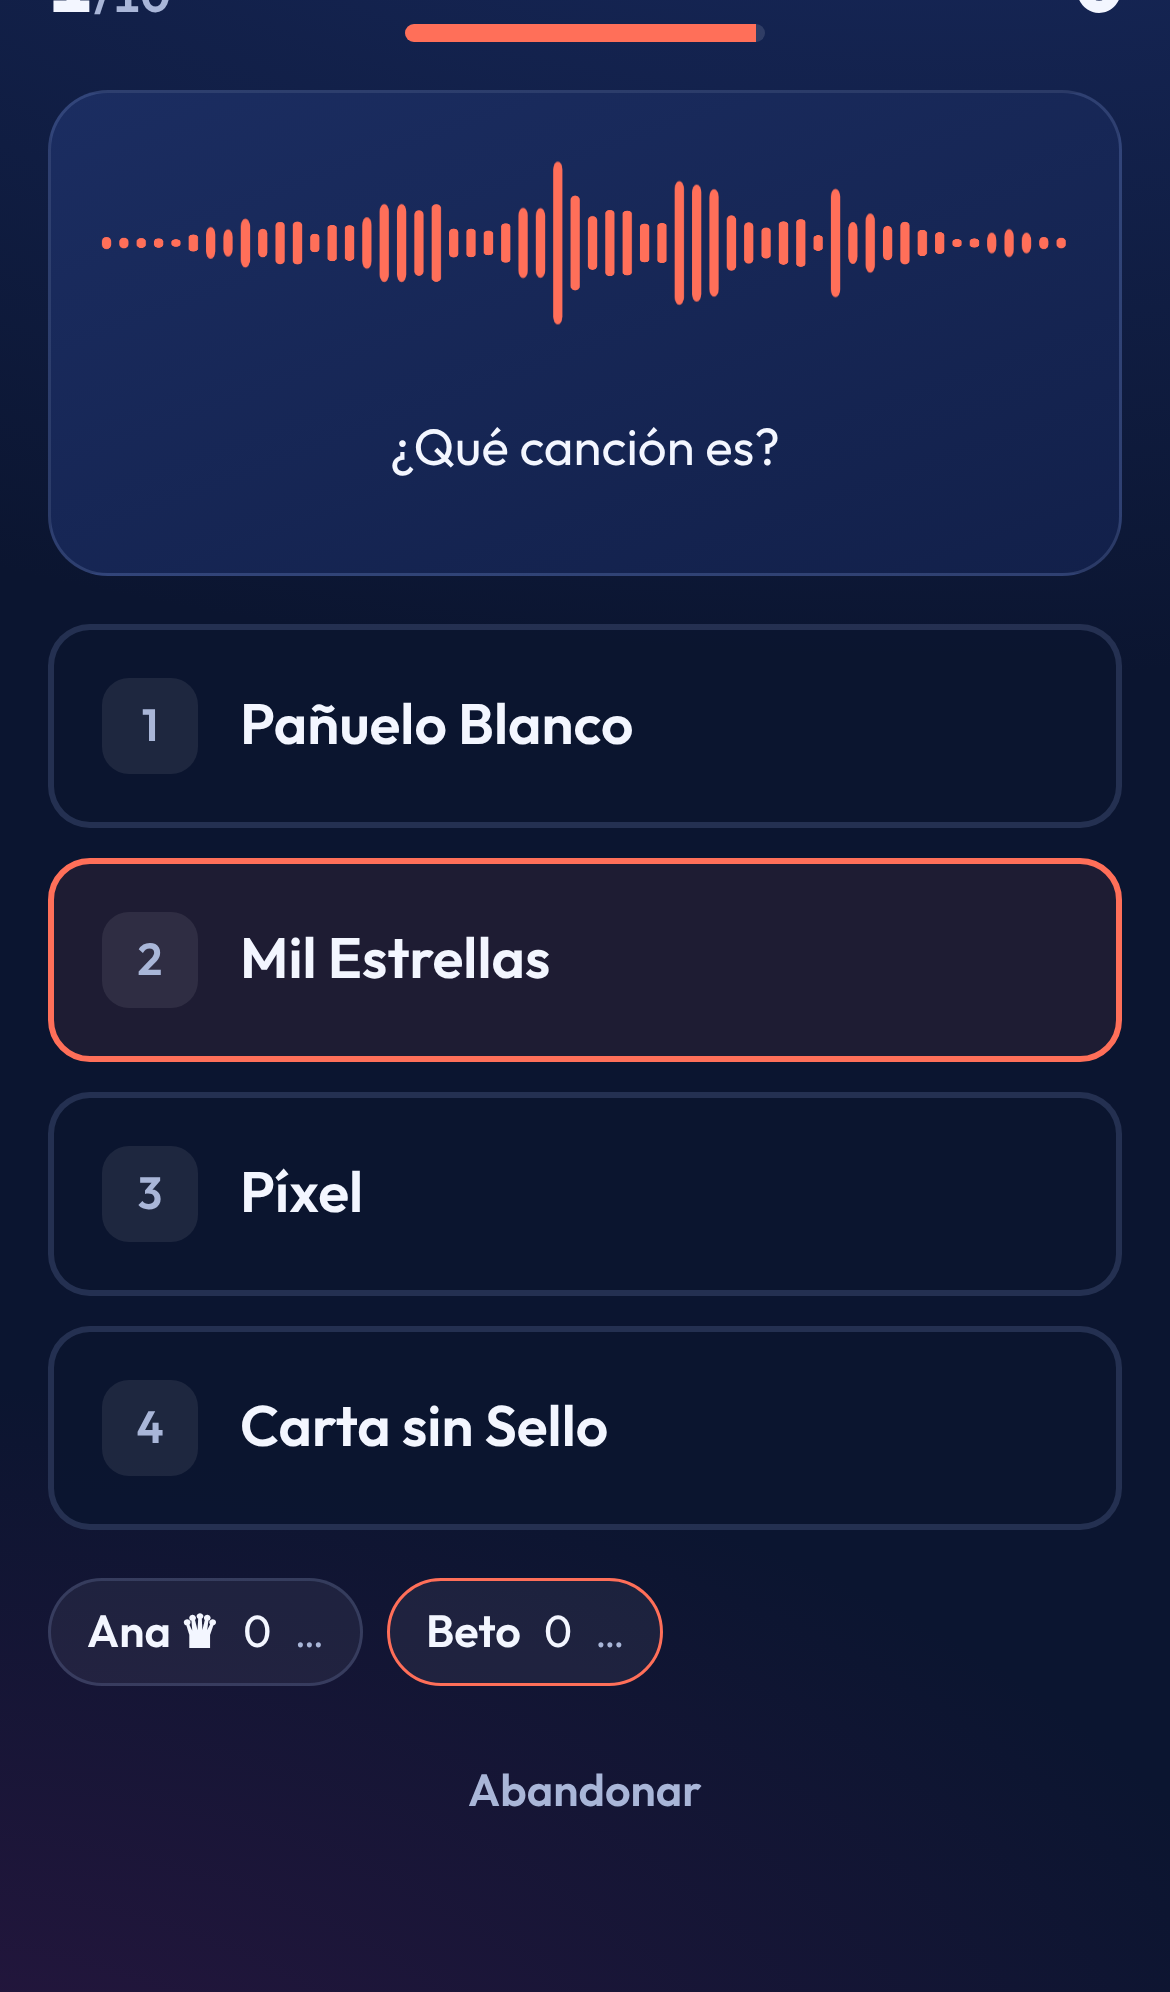 /10
¿Qué canción es?
1 Pañuelo Blanco
2 Mil Estrellas
3 Píxel
4 Carta sin Sello
Ana ♛ 0 ... Beto 0 ...
Abandonar